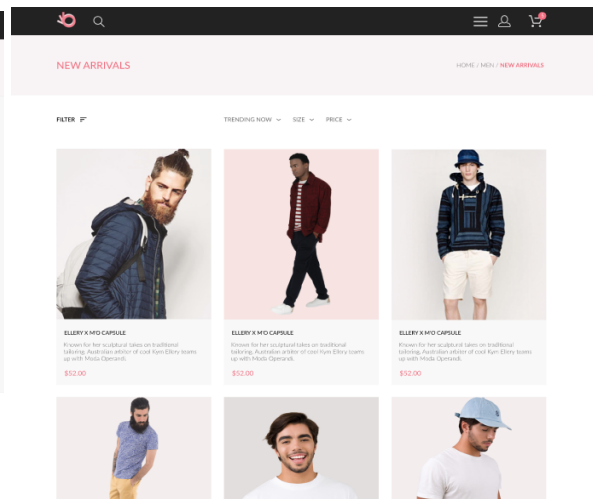 NEW ARRIVALS
HOME / MEN / NEW ARRIVALS
FILTER
TRENDING NOW SIZE PRICE
ELLERY X M'O CAPSULE
Known for her sculptural takes on traditional
tailoring, Australian arbiter of cool Kym Ellery teams
up with Moda Operandi.
$52.00
ELLERY X M'O CAPSULE
Known for her sculptural takes on traditional
tailoring, Australian arbiter of cool Kym Ellery teams
up with Moda Operandi.
$52.00
ELLERY X M'O CAPSULE
Known for her sculptural takes on traditional
tailoring, Australian arbiter of cool Kym Ellery teams
up with Moda Operandi.
$52.00